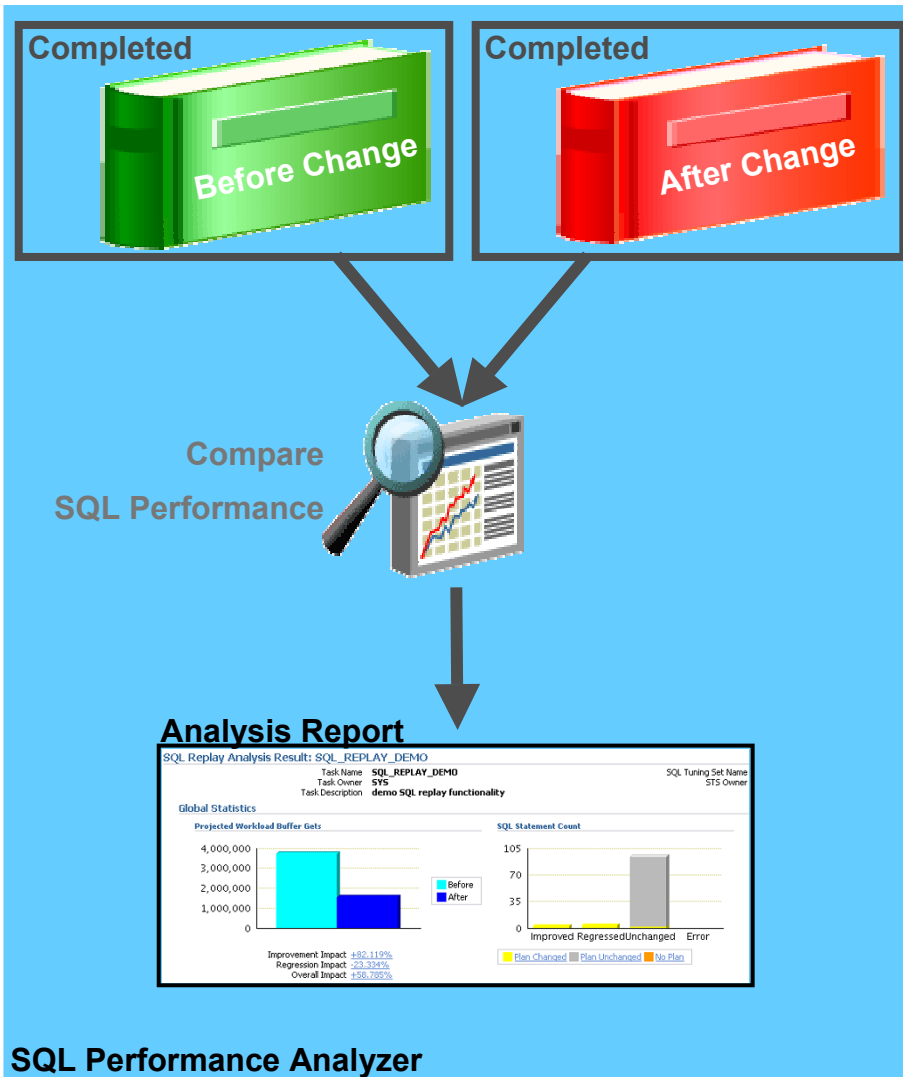 Completed
Before Change
Completed
After Change
Compare
SQL Performance
Analysis Report
SQL Replay Analysis Result: SQL_REPLAY_DEMO
Task Name SQL_REPLAY_DEMO
SQL Tuning Set Name
Task Owner SYS
STS Owner
Task Description demo SQL replay functionality
Global Statistics
Projected Workload Buffer Gets
4,000,000
3,000,000
2,000,000
1,000,000
0
Before
After
Improvement Impact +82.119%
Regression Impact -23.334%
Overall Impact +58.785%
SQL Statement Count
105
70
35
0
Improved Regressed Unchanged Error
Plan Changed Plan Unchanged No Plan
SQL Performance Analyzer